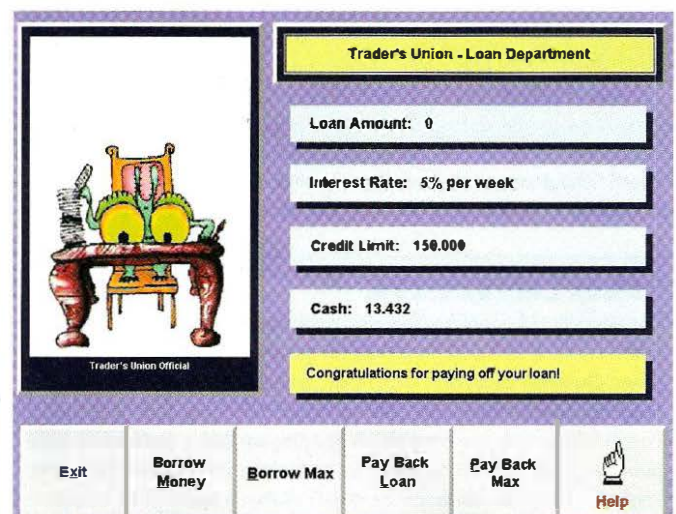 Trader's Union - Loan Department
Loan Amount: 0
Interest Rate: 5% per week
Credit Limit: 150.000
Cash: 13.432
Trader's Union Official
Congratulations for paying off your loan!
Exit
Borrow
Money
Borrow Max
Pay Back
Loan
Pay Back
Max
Help